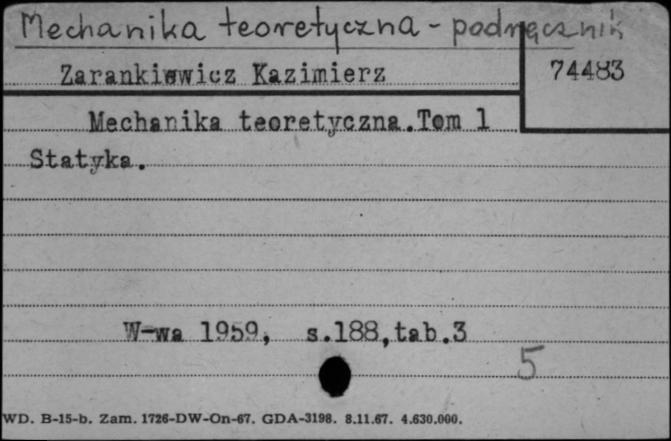 Mechanika teoretyczna - podręcznik
Zarankiewicz Kazimierz
74483
Mechanika teoretyczna.Tom 1
Statyka.
W-wa 1959, s.188,tab.3
5
WD. B-15-b. Zam. 1726-DW-On-67. GDA-3198. 8.11.67. 4.630.000.